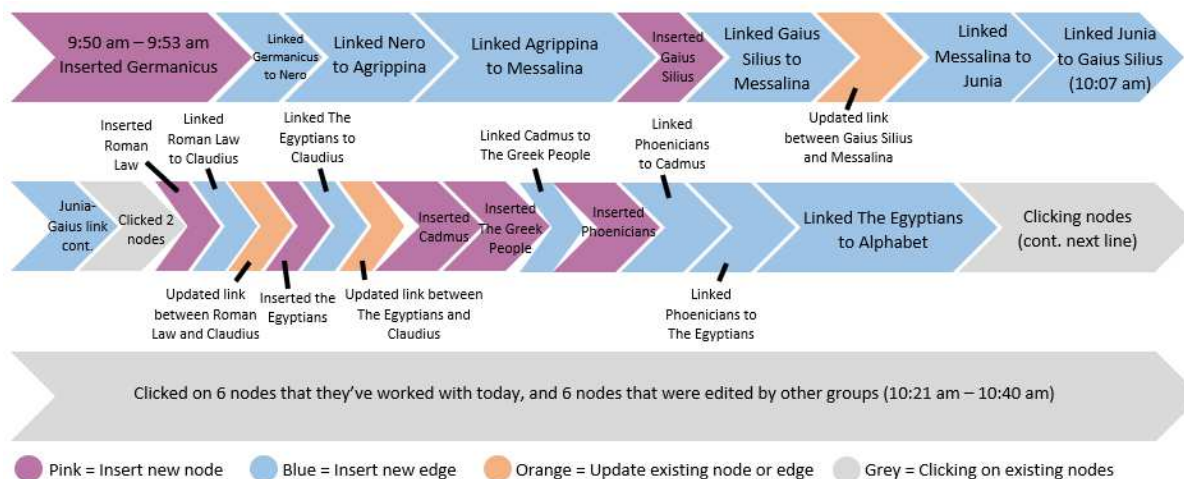 9:50 am – 9:53 am
Inserted Germanicus
Linked
Germanicus
to Nero
Linked Nero
to Agrippina
Linked Agrippina
to Messalina
Inserted
Gaius
Silius
Linked Gaius
Silius to
Messalina
Linked
Messalina to
Junia
Linked Junia
to Gaius Silius
(10:07 am)
Updated link
between Gaius Silius
and Messalina
Inserted
Roman
Law
Linked
Roman Law
to Claudius
Linked The
Egyptians to
Claudius
Linked Cadmus to
The Greek People
Linked
Phoenicians
to Cadmus
Junia-
Gaius link
cont.
Clicked 2
nodes
Inserted
Cadmus
Inserted
The Greek
People
Inserted
Phoenicians
Linked The Egyptians
to Alphabet
Clicking nodes
(cont. next line)
Updated link
between Roman
Law and Claudius
Inserted the
Egyptians
Updated link between
The Egyptians and
Claudius
Linked
Phoenicians to
The Egyptians
Clicked on 6 nodes that they've worked with today, and 6 nodes that were edited by other groups (10:21 am – 10:40 am)
Pink = Insert new node
Blue = Insert new edge
Orange = Update existing node or edge
Grey = Clicking on existing nodes